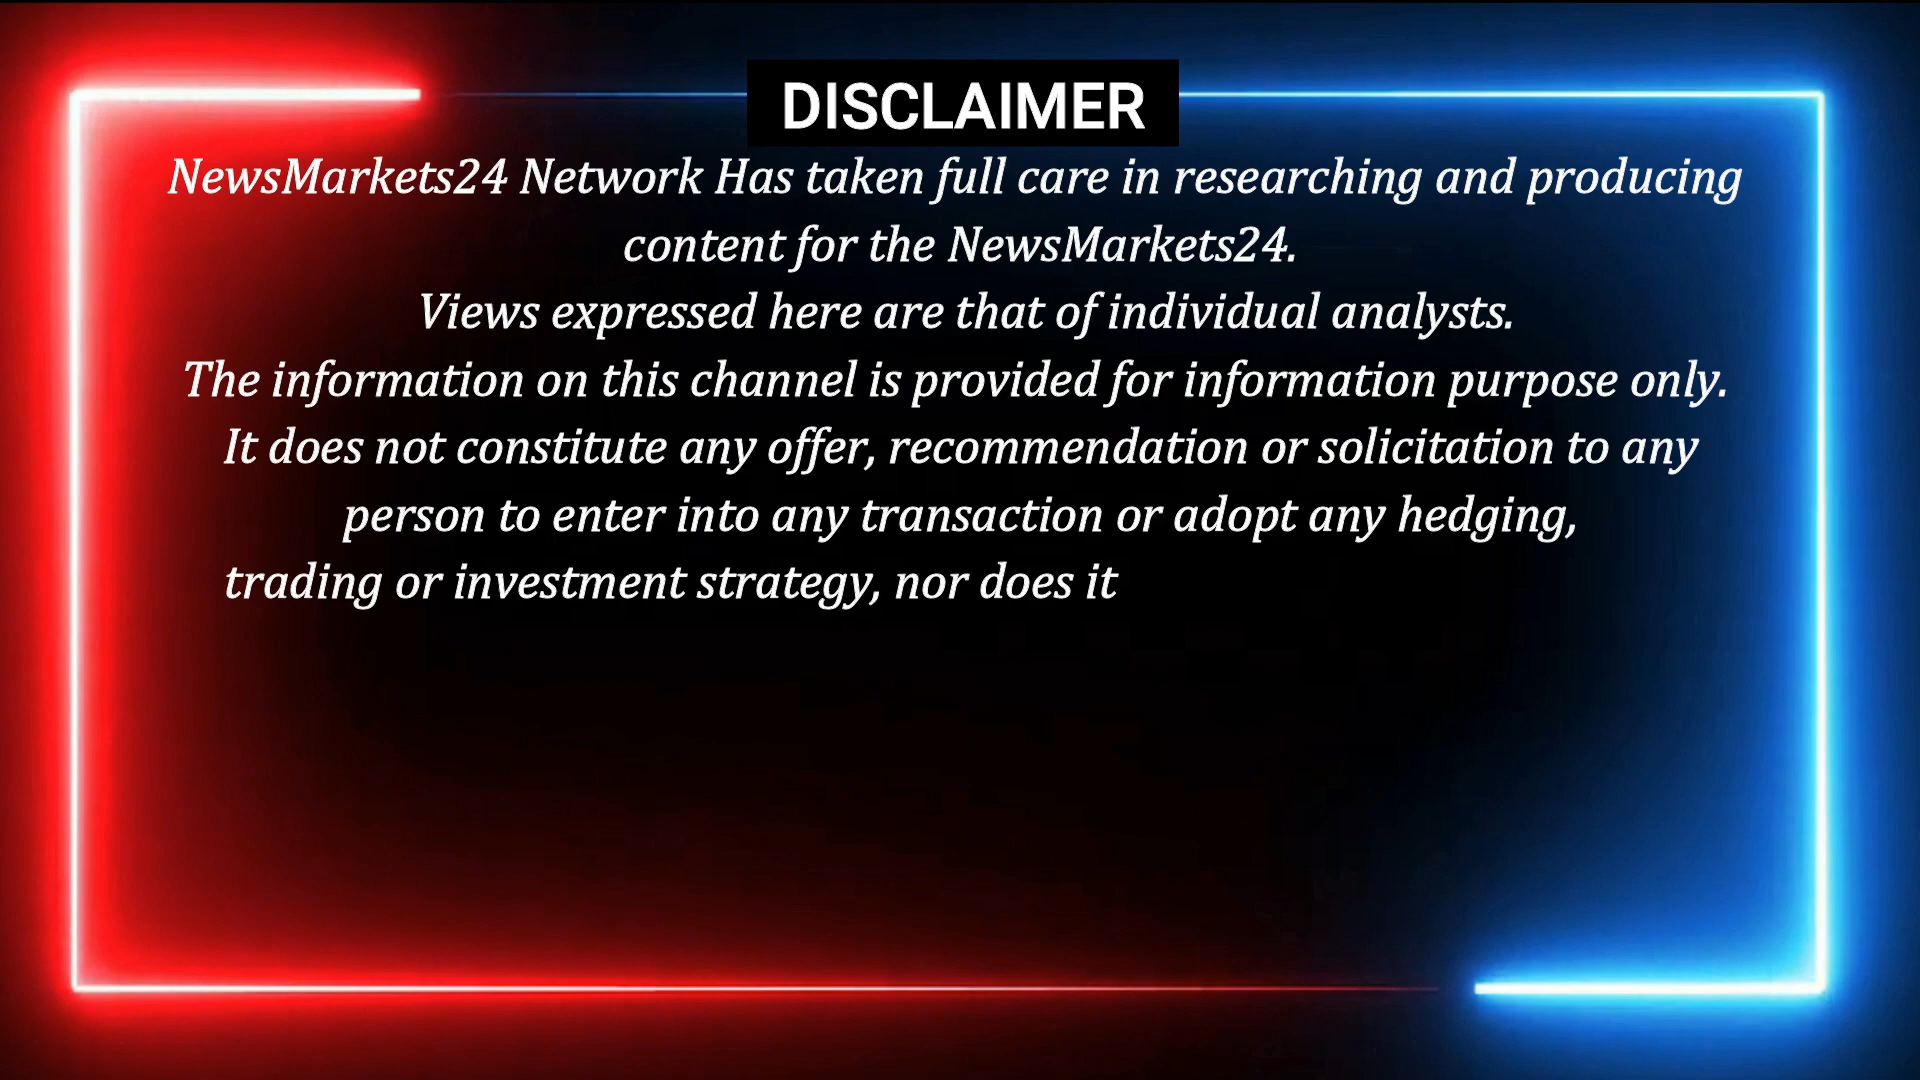 DISCLAIMER
NewsMarkets24 Network Has taken full care in researching and producing
content for the NewsMarkets24.
Views expressed here are that of individual analysts.
The information on this channel is provided for information purpose only.
It does not constitute any offer, recommendation or solicitation to any
person to enter into any transaction or adopt any hedging,
trading or investment strategy, nor does it